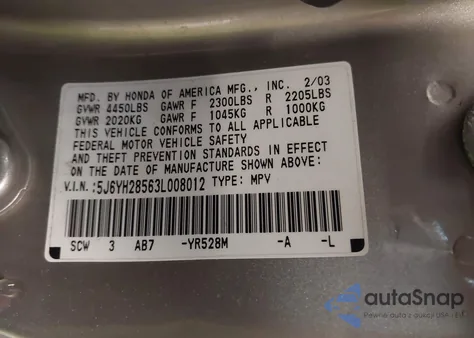 MFD. BY HONDA OF AMERICA MFG., INC. 2/03
GVWR 4450LBS GAWR F 2300LBS R 2205LBS
GVWR 2020KG GAWR F 1045KG R 1000KG
THIS VEHICLE CONFORMS TO ALL APPLICABLE
FEDERAL MOTOR VEHICLE SAFETY
AND THEFT PREVENTION STANDARDS IN EFFECT
ON THE DATE OF MANUFACTURE SHOWN ABOVE:
V.I.N.:5J6YH28563L008012 TYPE: MPV
SCW 3 AB7 -YR528M -A -L
autoSnap